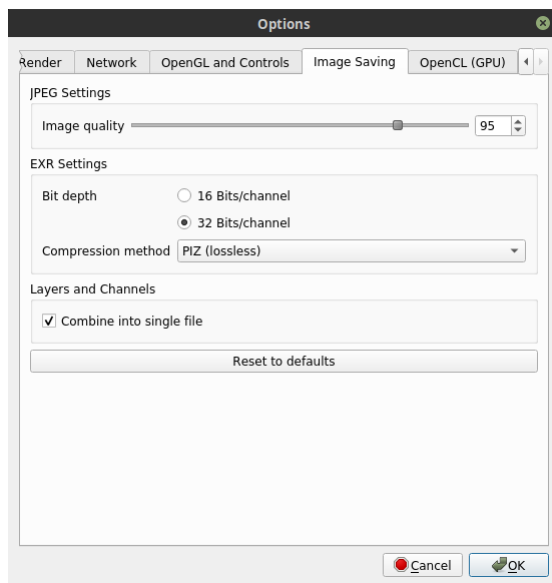 Options
Render Network OpenGL and Controls Image Saving OpenCL (GPU)
JPEG Settings
Image quality 95
EXR Settings
Bit depth 16 Bits/channel
32 Bits/channel
Compression method PIZ (lossless)
Layers and Channels
Combine into single file
Reset to defaults
Cancel OK